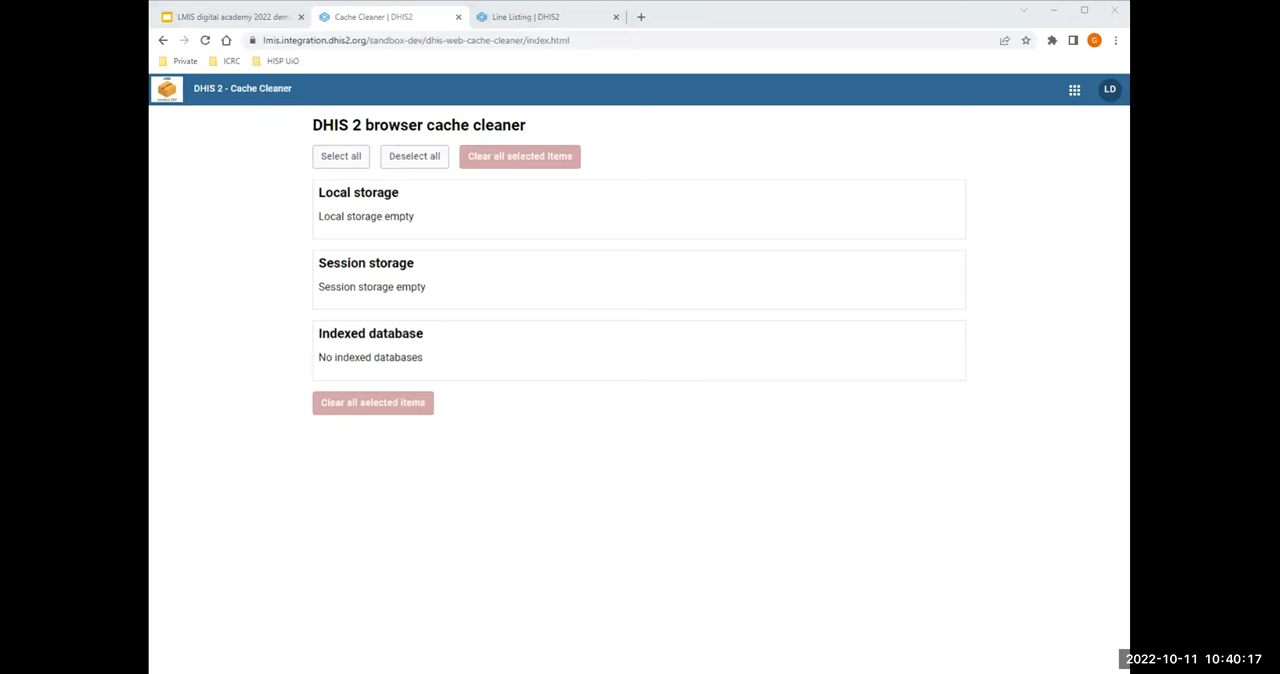 LMIS digital academy 2022 dem
Cache Cleaner | DHIS2
Line Listing | DHIS2
lmis.integration.dhis2.org/sandbox-dev/dhis-web-cache-cleaner/index.html
G
Private
ICRC
HISP UiO
DHIS 2 - Cache Cleaner
LD
DHIS 2 browser cache cleaner
Select all
Deselect all
Clear all selected items
Local storage
Local storage empty
Session storage
Session storage empty
Indexed database
No indexed databases
Clear all selected items
2022-10-11 10:40:17